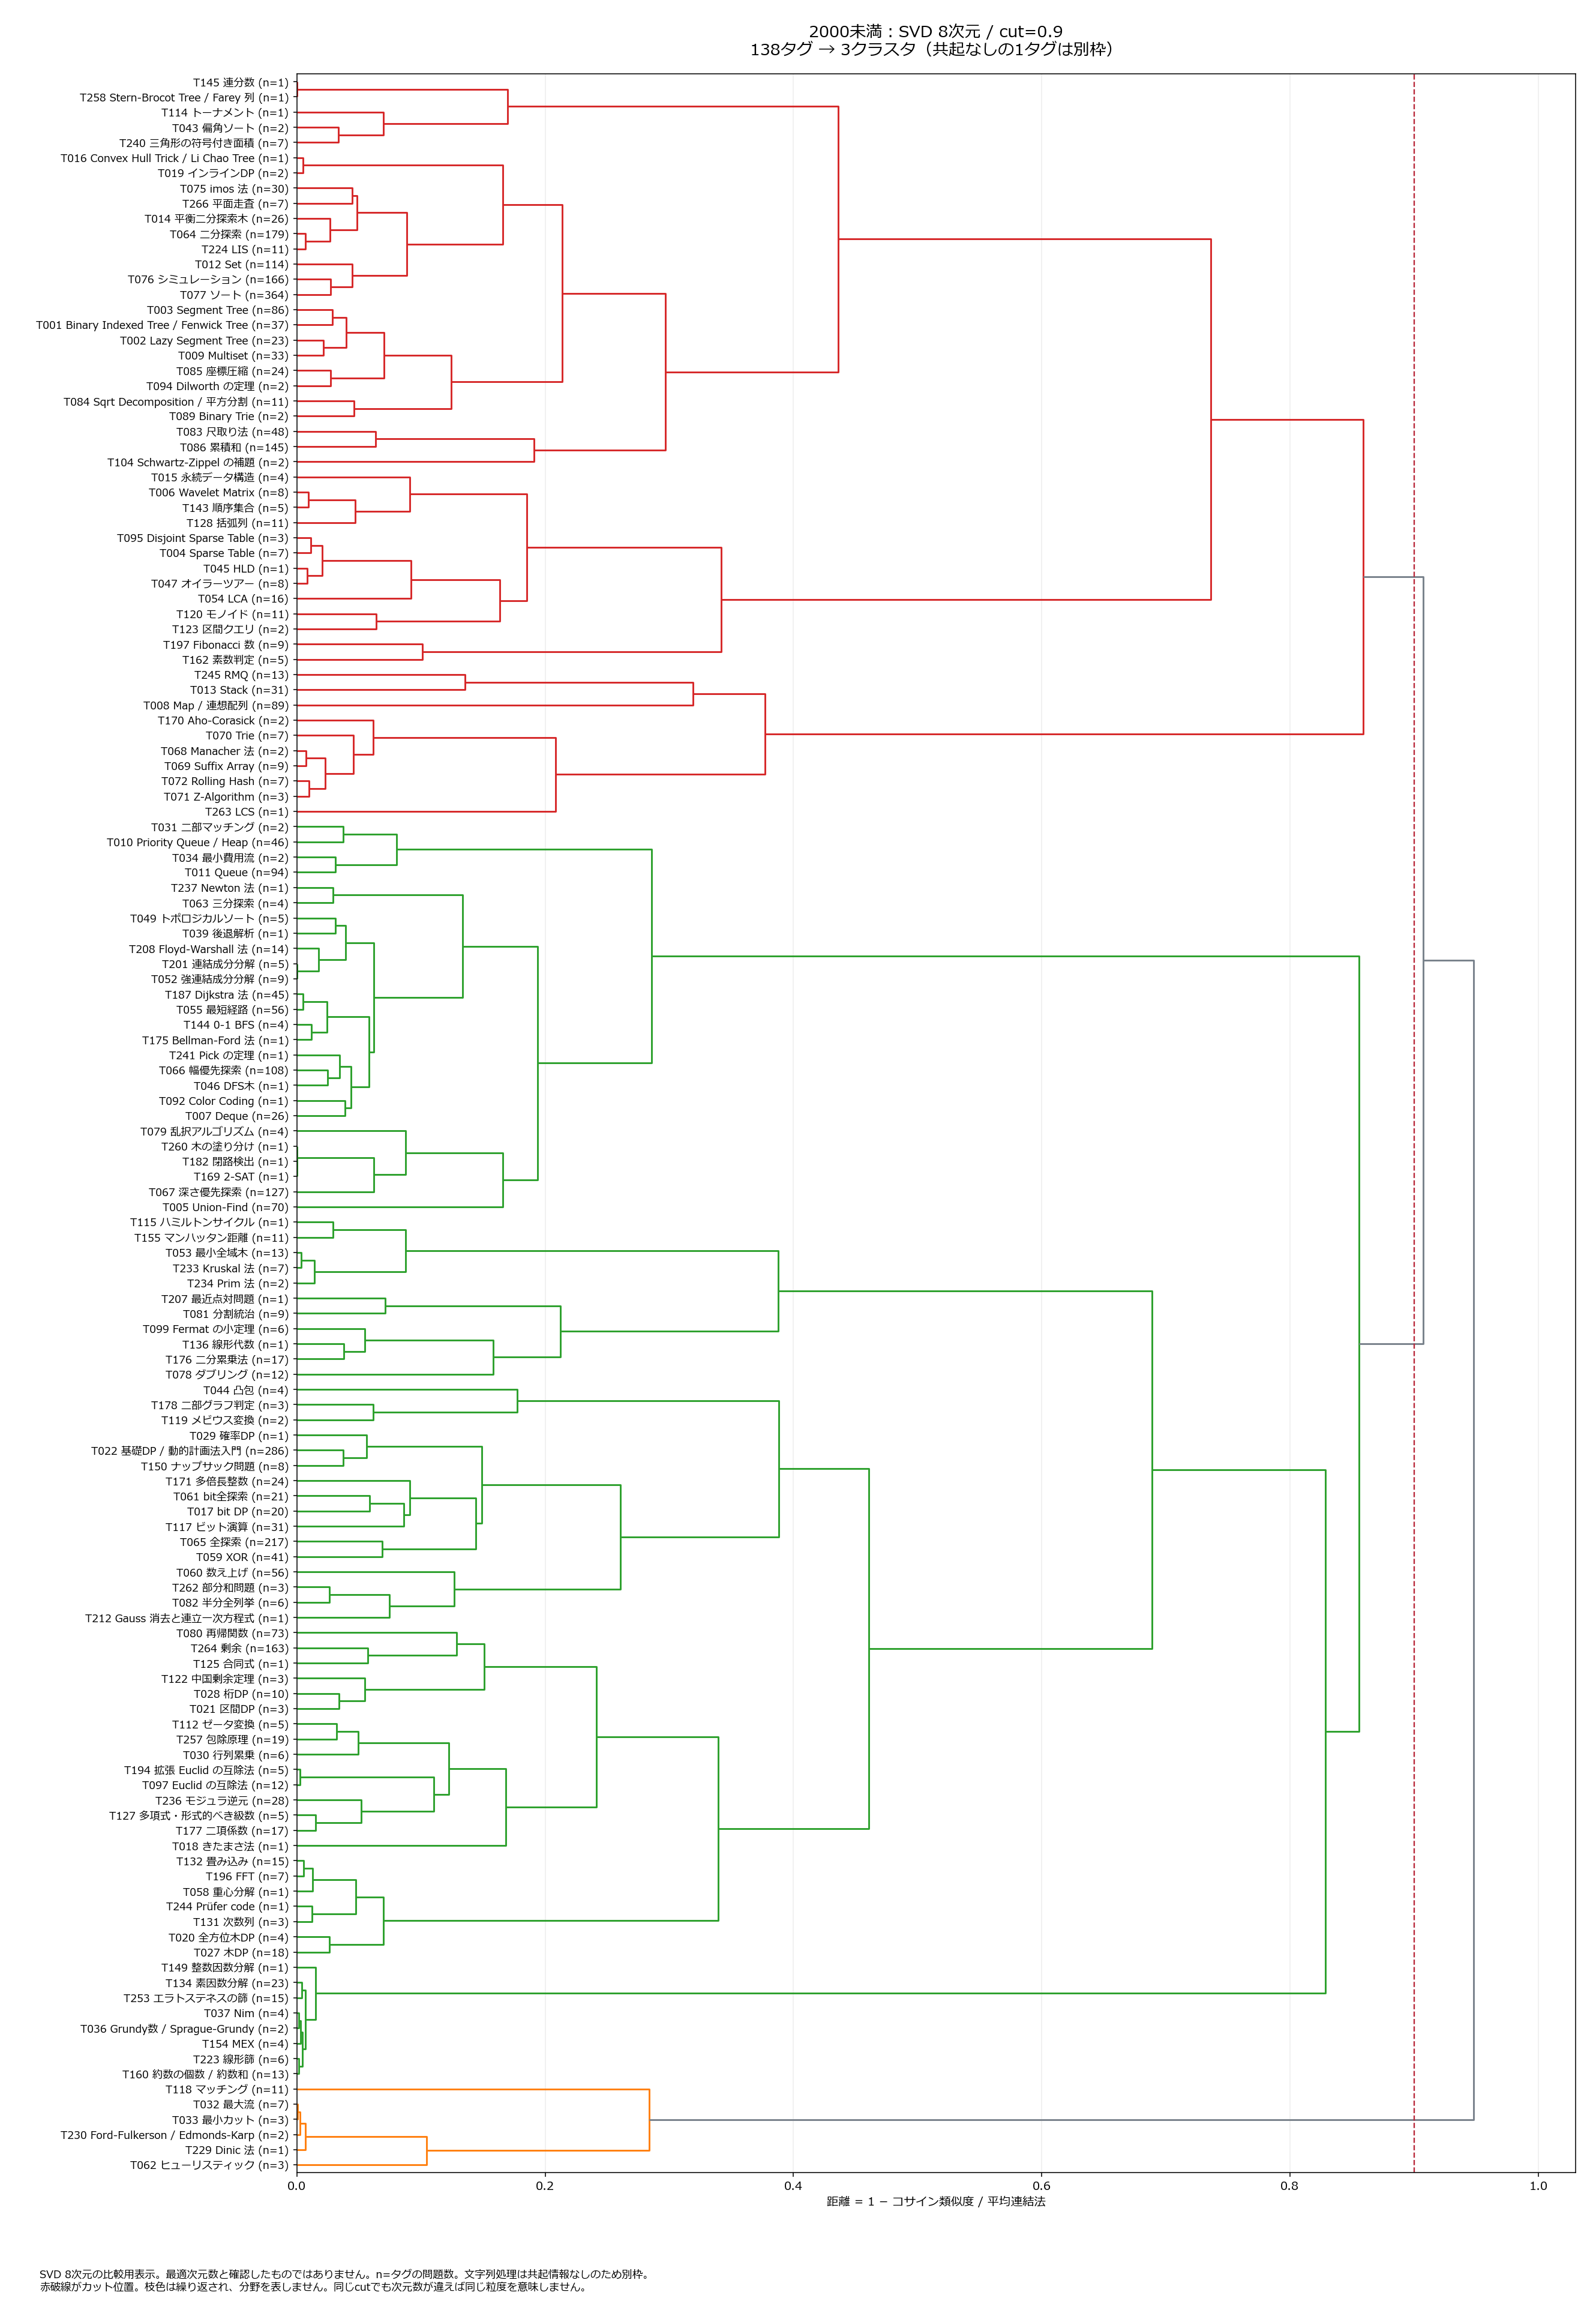 2000未満：SVD 8次元 / cut=0.9
138タグ → 3クラスタ（共起なしの1タグは別枠）
T145 連分数 (n=1)
T258 Stern-Brocot Tree / Farey 列 (n=1)
T114 トーナメント (n=1)
T043 偏角ソート (n=2)
T240 三角形の符号付き面積 (n=7)
T016 Convex Hull Trick / Li Chao Tree (n=1)
T019 インラインDP (n=2)
T075 imos 法 (n=30)
T266 平面走査 (n=7)
T014 平衡二分探索木 (n=26)
T064 二分探索 (n=179)
T224 LIS (n=11)
T012 Set (n=114)
T076 シミュレーション (n=166)
T077 ソート (n=364)
T003 Segment Tree (n=86)
T001 Binary Indexed Tree / Fenwick Tree (n=37)
T002 Lazy Segment Tree (n=23)
T009 Multiset (n=33)
T085 座標圧縮 (n=24)
T094 Dilworth の定理 (n=2)
T084 Sqrt Decomposition / 平方分割 (n=11)
T089 Binary Trie (n=2)
T083 尺取り法 (n=48)
T086 累積和 (n=145)
T104 Schwartz-Zippel の補題 (n=2)
T015 永続データ構造 (n=4)
T006 Wavelet Matrix (n=8)
T143 順序集合 (n=5)
T128 括弧列 (n=11)
T095 Disjoint Sparse Table (n=3)
T004 Sparse Table (n=7)
T045 HLD (n=1)
T047 オイラーツアー (n=8)
T054 LCA (n=16)
T120 モノイド (n=11)
T123 区間クエリ (n=2)
T197 Fibonacci 数 (n=9)
T162 素数判定 (n=5)
T245 RMQ (n=13)
T013 Stack (n=31)
T008 Map / 連想配列 (n=89)
T170 Aho-Corasick (n=2)
T070 Trie (n=7)
T068 Manacher 法 (n=2)
T069 Suffix Array (n=9)
T072 Rolling Hash (n=7)
T071 Z-Algorithm (n=3)
T263 LCS (n=1)
T031 二部マッチング (n=2)
T010 Priority Queue / Heap (n=46)
T034 最小費用流 (n=2)
T011 Queue (n=94)
T237 Newton 法 (n=1)
T063 三分探索 (n=4)
T049 トポロジカルソート (n=5)
T039 後退解析 (n=1)
T208 Floyd-Warshall 法 (n=14)
T201 連結成分分解 (n=5)
T052 強連結成分分解 (n=9)
T187 Dijkstra 法 (n=45)
T055 最短経路 (n=56)
T144 0-1 BFS (n=4)
T175 Bellman-Ford 法 (n=1)
T241 Pick の定理 (n=1)
T066 幅優先探索 (n=108)
T046 DFS木 (n=1)
T092 Color Coding (n=1)
T007 Deque (n=26)
T079 乱択アルゴリズム (n=4)
T260 木の塗り分け (n=1)
T182 閉路検出 (n=1)
T169 2-SAT (n=1)
T067 深さ優先探索 (n=127)
T005 Union-Find (n=70)
T115 ハミルトンサイクル (n=1)
T155 マンハッタン距離 (n=11)
T053 最小全域木 (n=13)
T233 Kruskal 法 (n=7)
T234 Prim 法 (n=2)
T207 最近点対問題 (n=1)
T081 分割統治 (n=9)
T099 Fermat の小定理 (n=6)
T136 線形代数 (n=1)
T176 二分累乗法 (n=17)
T078 ダブリング (n=12)
T044 凸包 (n=4)
T178 二部グラフ判定 (n=3)
T119 メビウス変換 (n=2)
T029 確率DP (n=1)
T022 基礎DP / 動的計画法入門 (n=286)
T150 ナップサック問題 (n=8)
T171 多倍長整数 (n=24)
T061 bit全探索 (n=21)
T017 bit DP (n=20)
T117 ビット演算 (n=31)
T065 全探索 (n=217)
T059 XOR (n=41)
T060 数え上げ (n=56)
T262 部分和問題 (n=3)
T082 半分全列挙 (n=6)
T212 Gauss 消去と連立一次方程式 (n=1)
T080 再帰関数 (n=73)
T264 剰余 (n=163)
T125 合同式 (n=1)
T122 中国剰余定理 (n=3)
T028 桁DP (n=10)
T021 区間DP (n=3)
T112 ゼータ変換 (n=5)
T257 包除原理 (n=19)
T030 行列累乗 (n=6)
T194 拡張 Euclid の互除法 (n=5)
T097 Euclid の互除法 (n=12)
T236 モジュラ逆元 (n=28)
T127 多項式・形式的べき級数 (n=5)
T177 二項係数 (n=17)
T018 きたまさ法 (n=1)
T132 畳み込み (n=15)
T196 FFT (n=7)
T058 重心分解 (n=1)
T244 Prüfer code (n=1)
T131 次数列 (n=3)
T020 全方位木DP (n=4)
T027 木DP (n=18)
T149 整数因数分解 (n=1)
T134 素因数分解 (n=23)
T253 エラトステネスの篩 (n=15)
T037 Nim (n=4)
T036 Grundy数 / Sprague-Grundy (n=2)
T154 MEX (n=4)
T223 線形篩 (n=6)
T160 約数の個数 / 約数和 (n=13)
T118 マッチング (n=11)
T032 最大流 (n=7)
T033 最小カット (n=3)
T230 Ford-Fulkerson / Edmonds-Karp (n=2)
T229 Dinic 法 (n=1)
T062 ヒューリスティック (n=3)
0.0 0.2 0.4 0.6 0.8 1.0
距離 = 1 − コサイン類似度 / 平均連結法
SVD 8次元の比較用表示。最適次元数と確認したものではありません。n=タグの問題数。文字列処理は共起情報なしのため別枠。
赤破線がカット位置。枝色は繰り返され、分野を表しません。同じcutでも次元数が違えば同じ粒度を意味しません。